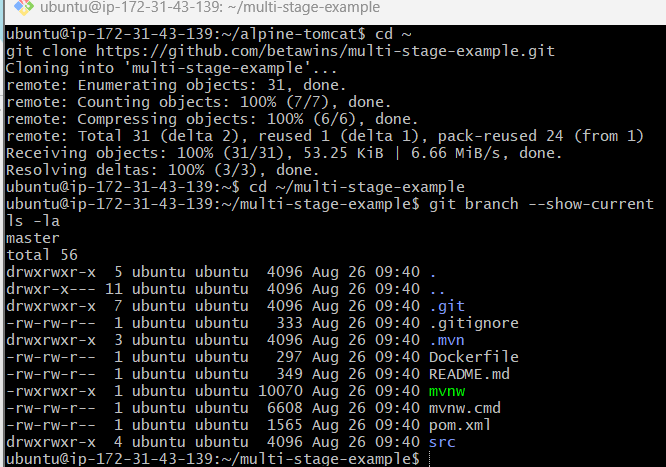 ubuntu@ip-172-31-43-139: ~/multi-stage-example
ubuntu@ip-172-31-43-139:~/alpine-tomcat$ cd ~
git clone https://github.com/betawins/multi-stage-example.git
Cloning into 'multi-stage-example'...
remote: Enumerating objects: 31, done.
remote: Counting objects: 100% (7/7), done.
remote: Compressing objects: 100% (6/6), done.
remote: Total 31 (delta 2), reused 1 (delta 1), pack-reused 24 (from 1)
Receiving objects: 100% (31/31), 53.25 KiB | 6.66 MiB/s, done.
Resolving deltas: 100% (3/3), done.
ubuntu@ip-172-31-43-139:~$ cd ~/multi-stage-example
ubuntu@ip-172-31-43-139:~/multi-stage-example$ git branch --show-current
ls -la
master
total 56
drwxrwxr-x  5 ubuntu ubuntu  4096 Aug 26 09:40 .
drwxr-x--- 11 ubuntu ubuntu  4096 Aug 26 09:40 ..
drwxrwxr-x  7 ubuntu ubuntu  4096 Aug 26 09:40 .git
-rw-rw-r--  1 ubuntu ubuntu   333 Aug 26 09:40 .gitignore
drwxrwxr-x  3 ubuntu ubuntu  4096 Aug 26 09:40 .mvn
-rw-rw-r--  1 ubuntu ubuntu   297 Aug 26 09:40 Dockerfile
-rw-rw-r--  1 ubuntu ubuntu   349 Aug 26 09:40 README.md
-rwxrwxr-x  1 ubuntu ubuntu 10070 Aug 26 09:40 mvnw
-rw-rw-r--  1 ubuntu ubuntu  6608 Aug 26 09:40 mvnw.cmd
-rw-rw-r--  1 ubuntu ubuntu  1565 Aug 26 09:40 pom.xml
drwxrwxr-x  4 ubuntu ubuntu  4096 Aug 26 09:40 src
ubuntu@ip-172-31-43-139:~/multi-stage-example$